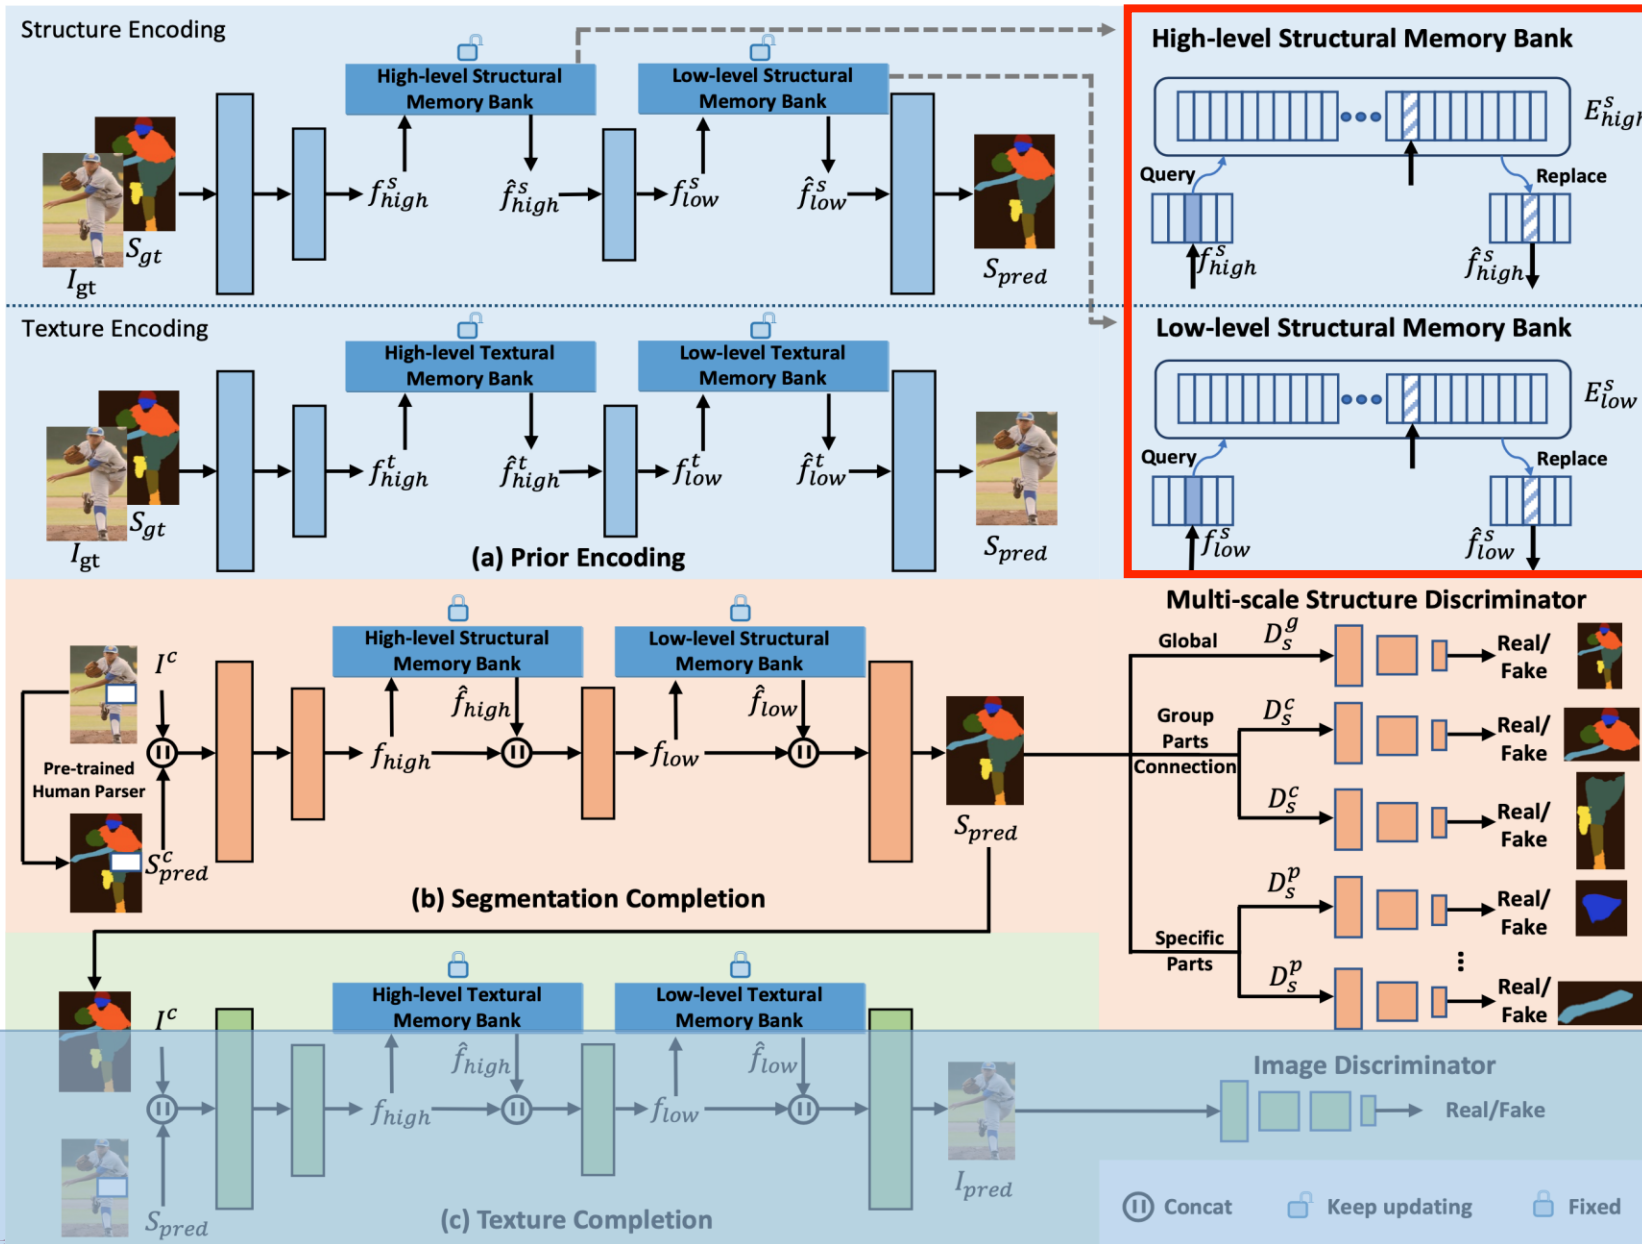 Structure Encoding
High-level Structural
Memory Bank
Low-level Structural
Memory Bank
I_gt
S_gt
f^s_high
f̂^s_high
f^s_low
f̂^s_low
S_pred
High-level Structural Memory Bank
E^s_high
Query
Replace
f^s_high
f̂^s_high
Texture Encoding
High-level Textural
Memory Bank
Low-level Textural
Memory Bank
I_gt
S_gt
f^t_high
f̂^t_high
f^t_low
f̂^t_low
S_pred
(a) Prior Encoding
Low-level Structural Memory Bank
E^s_low
Query
Replace
f^s_low
f̂^s_low
I^c
Pre-trained
Human Parser
S^c_pred
High-level Structural
Memory Bank
Low-level Structural
Memory Bank
f_high
f̂_high
f_low
f̂_low
S_pred
(b) Segmentation Completion
Multi-scale Structure Discriminator
Global
D^g_s
Real/
Fake
Group
Parts
Connection
D^c_s
Real/
Fake
D^c_s
Real/
Fake
Specific
Parts
D^p_s
Real/
Fake
D^p_s
Real/
Fake
I^c
S_pred
High-level Textural
Memory Bank
Low-level Textural
Memory Bank
f_high
f̂_high
f_low
f̂_low
I_pred
(c) Texture Completion
Image Discriminator
Real/Fake
Concat
Keep updating
Fixed